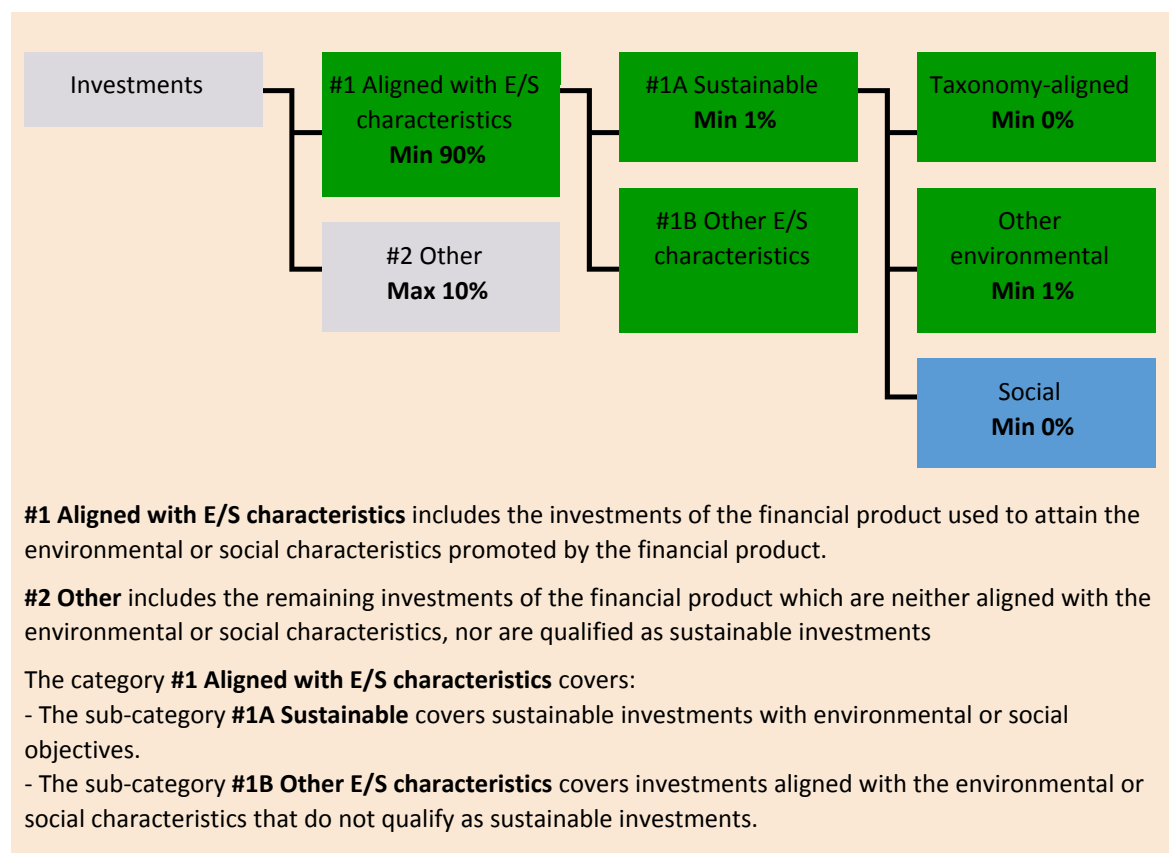 Investments
#1 Aligned with E/S
characteristics
Min 90%
#2 Other
Max 10%
#1A Sustainable
Min 1%
#1B Other E/S
characteristics
Taxonomy-aligned
Min 0%
Other
environmental
Min 1%
Social
Min 0%
#1 Aligned with E/S characteristics includes the investments of the financial product used to attain the
environmental or social characteristics promoted by the financial product.
#2 Other includes the remaining investments of the financial product which are neither aligned with the
environmental or social characteristics, nor are qualified as sustainable investments
The category #1 Aligned with E/S characteristics covers:
- The sub-category #1A Sustainable covers sustainable investments with environmental or social
objectives.
- The sub-category #1B Other E/S characteristics covers investments aligned with the environmental or
social characteristics that do not qualify as sustainable investments.